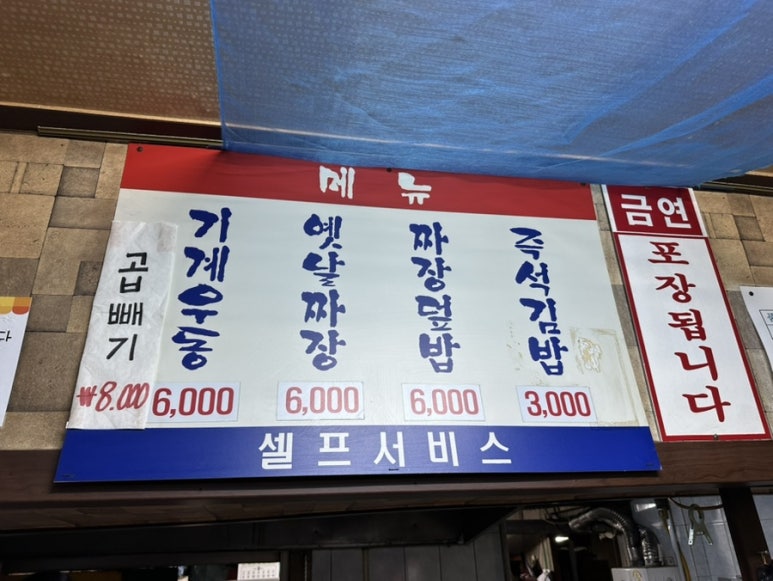 메뉴
곱빼기
₩8.000
기계우동
6,000
옛날짜장
6,000
짜장덮밥
6,000
즉석김밥
3,000
셀프서비스
금연
포장됩니다
다